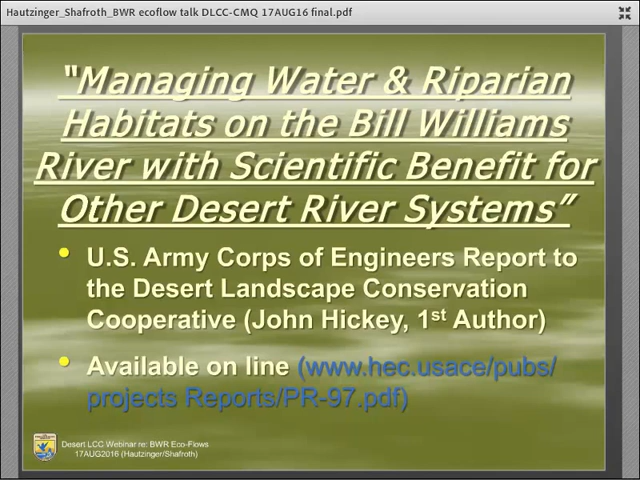 Hautzinger_Shafroth_BWR ecoflow talk DLCC-CMQ 17AUG16 final.pdf
“Managing Water & Riparian
Habitats on the Bill Williams
River with Scientific Benefit for
Other Desert River Systems”
• U.S. Army Corps of Engineers Report to
the Desert Landscape Conservation
Cooperative (John Hickey, 1st Author)
• Available on line (www.hec.usace/pubs/
projects Reports/PR-97.pdf)
Desert LCC Webinar re: BWR Eco-Flows
17AUG2016 (Hautzinger/Shafroth)